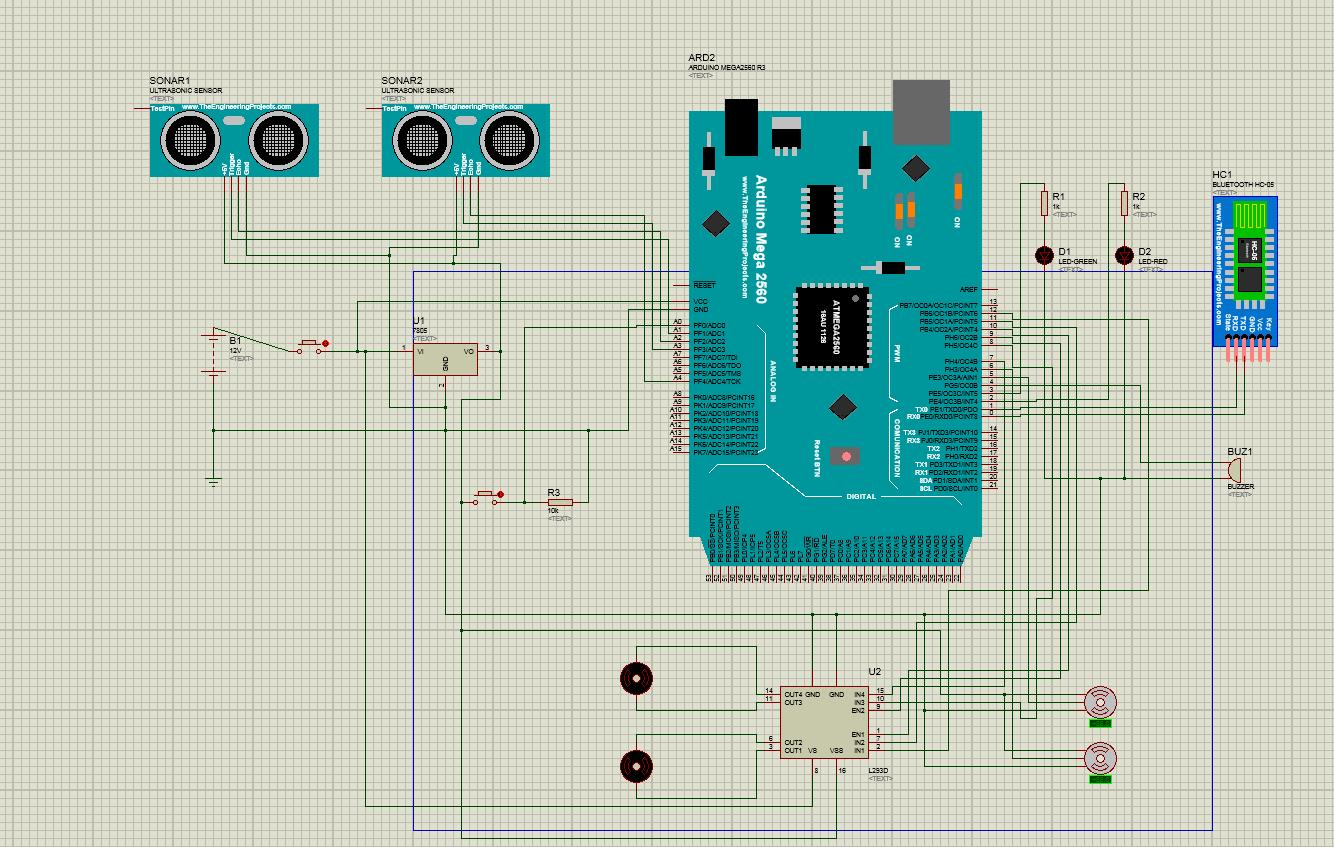 ARD2
ARDUINO MEGA2560 R3
<TEXT>
SONAR1
ULTRASONIC SENSOR
<TEXT>
TestPin
www.TheEngineeringProjects.com
+5V
Trigger
Echo
Gnd
SONAR2
ULTRASONIC SENSOR
<TEXT>
TestPin
www.TheEngineeringProjects.com
+5V
Trigger
Echo
Gnd
Arduino Mega 2560
www.TheEngineeringProjects.com
ON
ON
ON
ATMEGA2560
16AU 1126
RESET
VCC
GND
A0 PF0/ADC0
A1 PF1/ADC1
A2 PF2/ADC2
A3 PF3/ADC3
A7 PF7/ADC7/TDI
A6 PF6/ADC6/TDO
A5 PF5/ADC5/TMS
A4 PF4/ADC4/TCK
A8 PK0/ADC8/PCINT16
A9 PK1/ADC9/PCINT17
A10 PK2/ADC10/PCINT18
A11 PK3/ADC11/PCINT19
A12 PK4/ADC12/PCINT20
A13 PK5/ADC13/PCINT21
A14 PK6/ADC14/PCINT22
A15 PK7/ADC15/PCINT23
ANALOG IN
AREF
PB7/OC0A/OC1C/PCINT7 13
PB6/OC1B/PCINT6 12
PB5/OC1A/PCINT5 11
PB4/OC2A/PCINT4 10
PH6/OC2B 9
PH5/OC4C 8
PH4/OC4B 7
PH3/OC4A 6
PE3/OC3A/AIN1 5
PG5/OC0B 4
PE5/OC3C/INT5 3
PE4/OC3B/INT4 2
TX0 PE1/TXD0/PDO 1
RX0 PE0/RXD0/PCINT8 0
PWM
TX3 PJ1/TXD3/PCINT10 14
RX3 PJ0/RXD3/PCINT9 15
TX2 PH1/TXD2 16
RX2 PH0/RXD2 17
TX1 PD3/TXD1/INT3 18
RX1 PD2/RXD1/INT2 19
SDA PD1/SDA/INT1 20
SCL PD0/SCL/INT0 21
COMUNICATION
Reset BTN
DIGITAL
R1
1k
<TEXT>
R2
1k
<TEXT>
D1
LED-GREEN
<TEXT>
D2
LED-RED
<TEXT>
HC1
BLUETOOTH HC-05
<TEXT>
www.TheEngineeringProjects.com
HC-05
State
RXD
TXD
GND
Vcc
Key
BUZ1
BUZZER
<TEXT>
B1
12V
<TEXT>
U1
7805
<TEXT>
1 VI VO 3
GND
2
R3
10k
<TEXT>
U2
14 OUT4 GND GND IN4 15
11 OUT3 IN3 10
EN2 9
EN1 1
6 OUT2 IN2 7
3 OUT1 VS VSS IN1 2
8 16
L293D
<TEXT>